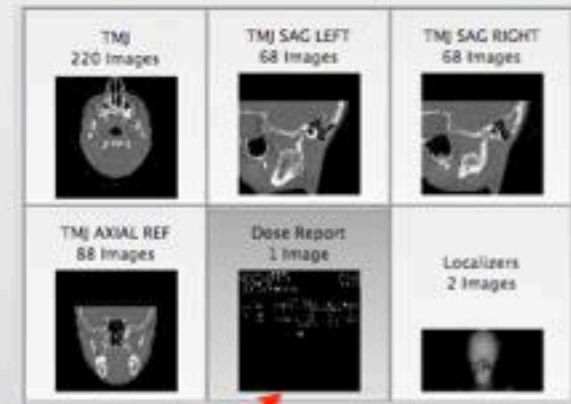 TMJ
220 Images
TMJ SAG LEFT
68 Images
TMJ SAG RIGHT
68 Images
TMJ AXIAL REF
88 Images
Dose Report
1 Image
Localizers
2 Images